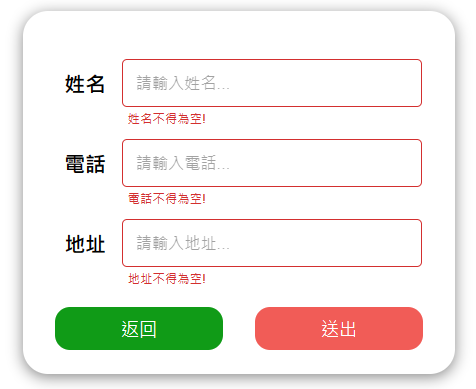 姓名 請輸入姓名...
姓名不得為空!
電話 請輸入電話...
電話不得為空!
地址 請輸入地址...
地址不得為空!
返回 送出